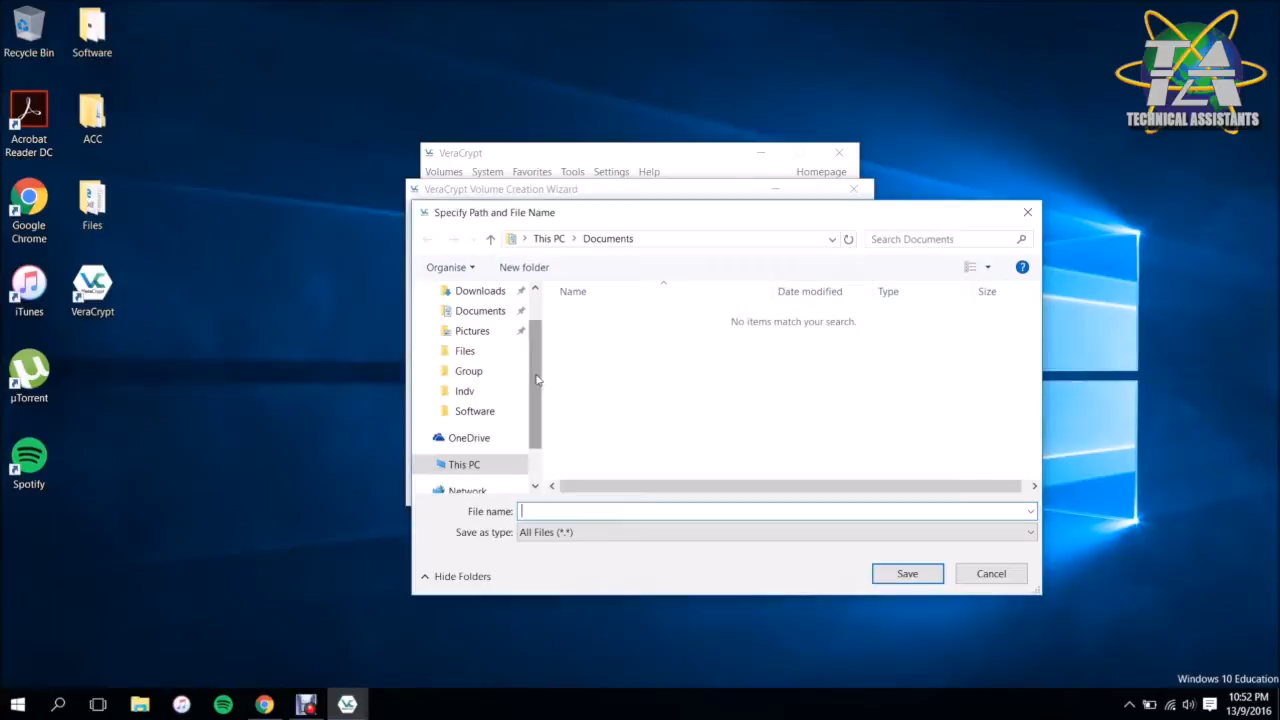 Recycle Bin
Software
Acrobat
Reader DC
ACC
Google
Chrome
Files
iTunes
VeraCrypt
µTorrent
Spotify
TA
TECHNICAL ASSISTANTS
VeraCrypt
Volumes System Favorites Tools Settings Help Homepage
VeraCrypt Volume Creation Wizard
Specify Path and File Name
This PC > Documents
Search Documents
Organise New folder
Name Date modified Type Size
No items match your search.
Downloads
Documents
Pictures
Files
Group
Indv
Software
OneDrive
This PC
Network
File name:
Save as type: All Files (*.*)
Hide Folders
Save Cancel
Windows 10 Education
10:52 PM
13/9/2016